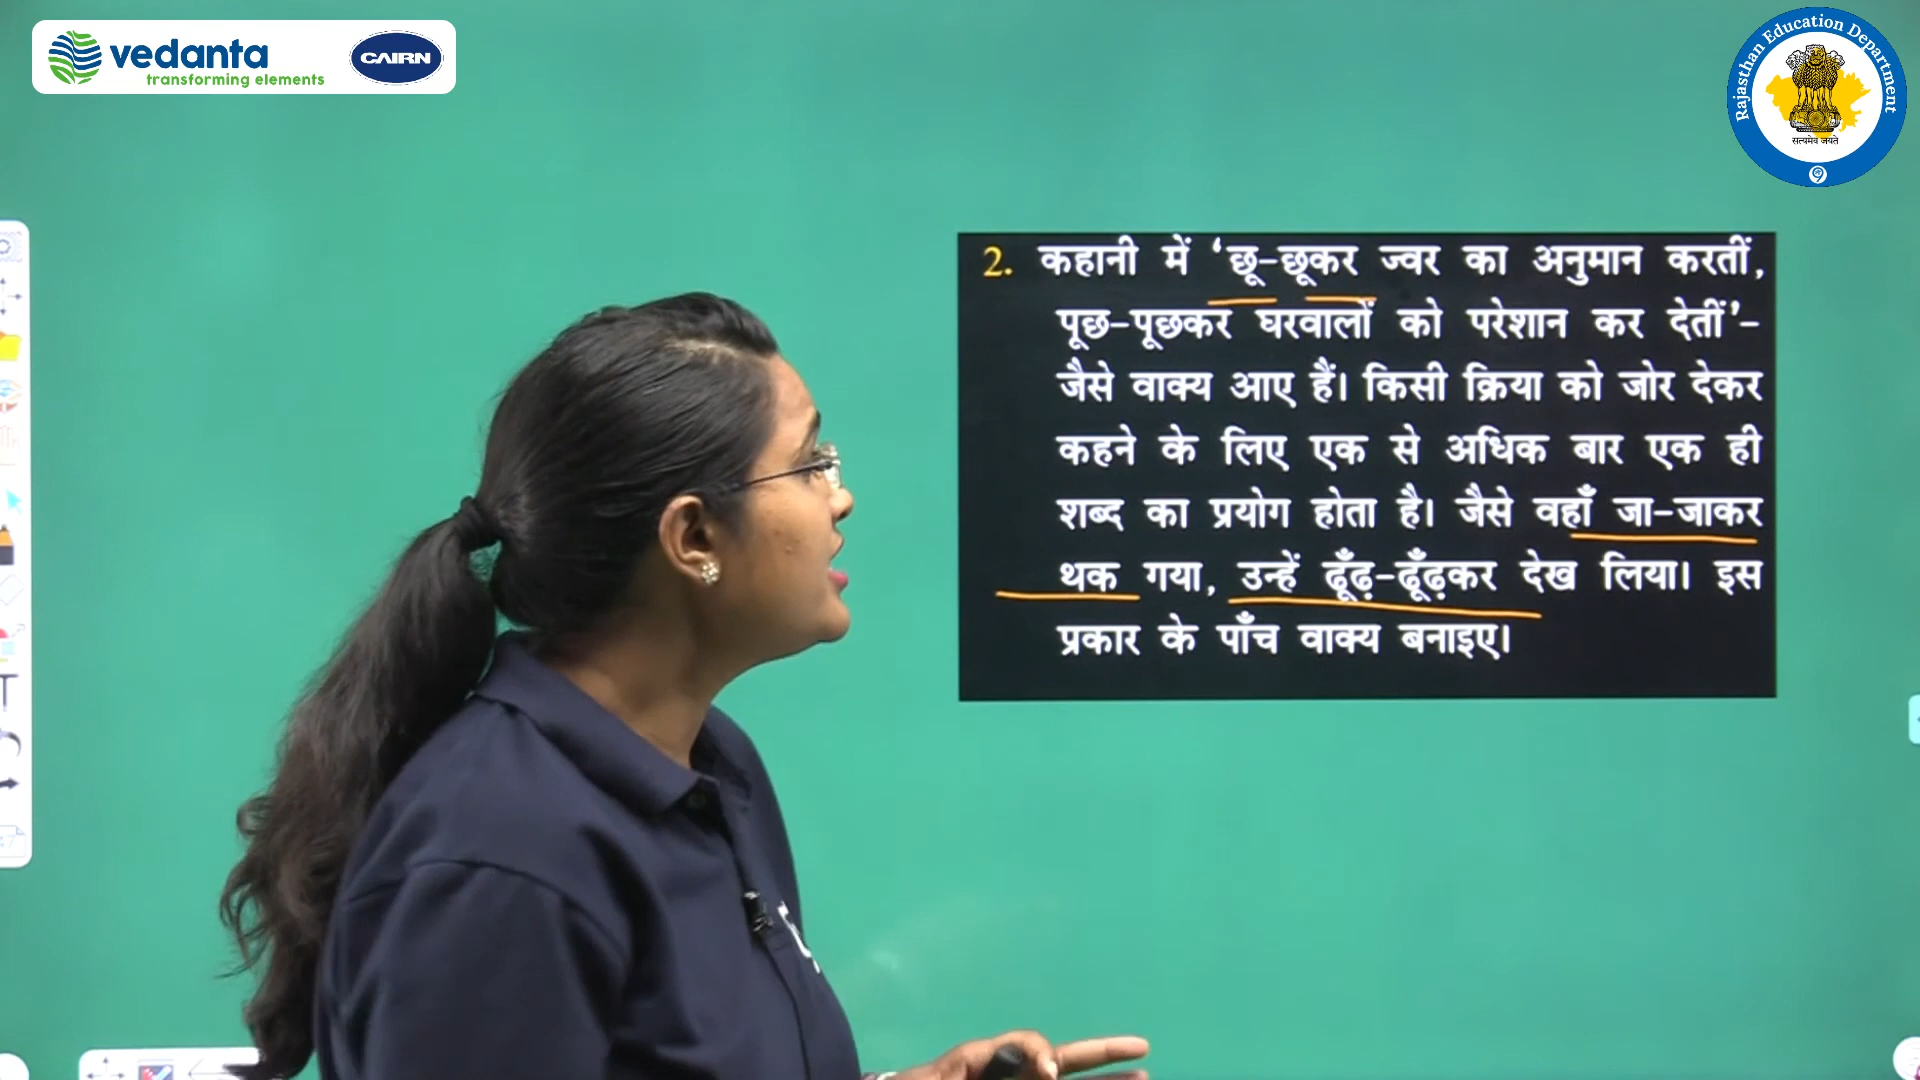 vedanta
transforming elements
CAIRN
Rajasthan Education Department
सत्यमेव जयते
2. कहानी में ‘छू-छूकर ज्वर का अनुमान करतीं,
पूछ-पूछकर घरवालों को परेशान कर देतीं’-
जैसे वाक्य आए हैं। किसी क्रिया को जोर देकर
कहने के लिए एक से अधिक बार एक ही
शब्द का प्रयोग होता है। जैसे वहाँ जा-जाकर
थक गया, उन्हें ढूँढ़-ढूँढ़कर देख लिया। इस
प्रकार के पाँच वाक्य बनाइए।